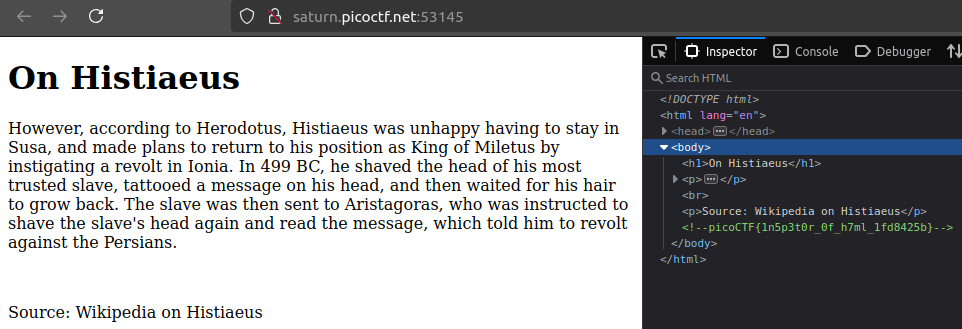 saturn.picoctf.net:53145
Inspector Console Debugger
Search HTML
On Histiaeus
However, according to Herodotus, Histiaeus was unhappy having to stay in
Susa, and made plans to return to his position as King of Miletus by
instigating a revolt in Ionia. In 499 BC, he shaved the head of his most
trusted slave, tattooed a message on his head, and then waited for his hair
to grow back. The slave was then sent to Aristagoras, who was instructed to
shave the slave's head again and read the message, which told him to revolt
against the Persians.
Source: Wikipedia on Histiaeus
<!DOCTYPE html>
<html lang="en">
<head>⋯</head>
<body>
<h1>On Histiaeus</h1>
<p>⋯</p>
<br>
<p>Source: Wikipedia on Histiaeus</p>
<!--picoCTF{1n5p3t0r_0f_h7ml_1fd8425b}-->
</body>
</html>